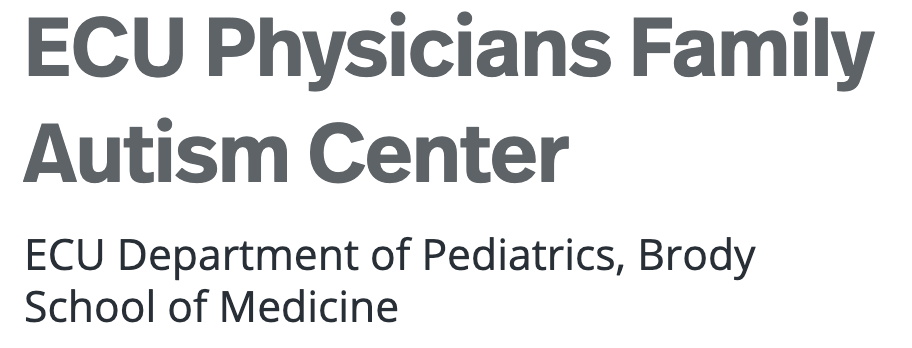 ECU Physicians Family
Autism Center
ECU Department of Pediatrics, Brody
School of Medicine